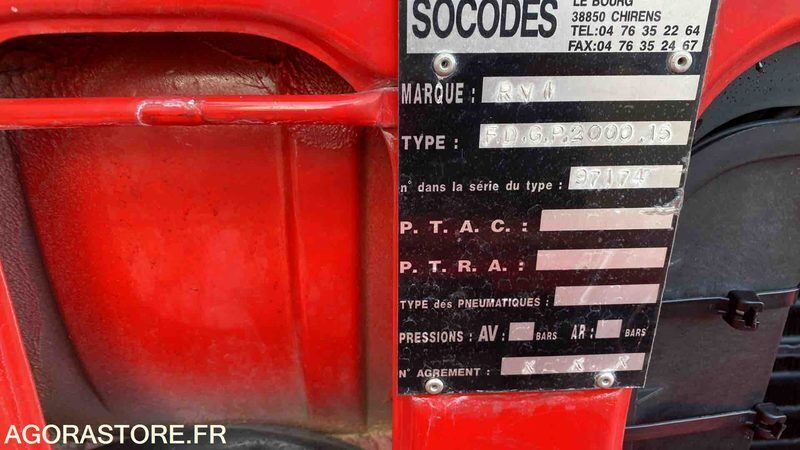 SOCODES
LE BOURG
38850 CHIRENS
TEL:04 76 35 22 64
FAX:04 76 35 24 67
MARQUE : RVI
TYPE : F.D.G.P.2000.15
n° dans la série du type : 97174
P. T. A. C. :
P. T. R. A. :
TYPE des PNEUMATIQUES :
PRESSIONS : AV: BARS AR: BARS
N° AGREMENT : X - X - X
AGORASTORE.FR